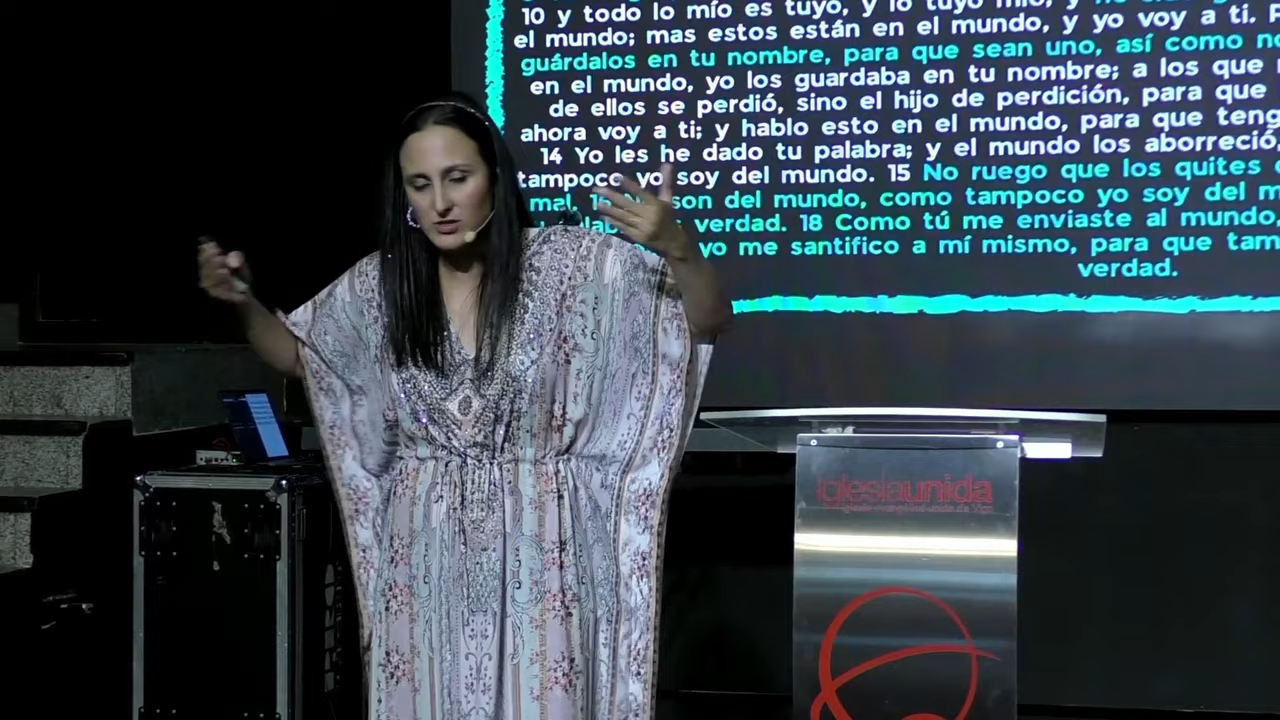 10 y todo lo mío es tuyo, y lo tuyo mío, y
el mundo; mas estos están en el mundo, y yo voy a ti.
guárdalos en tu nombre, para que sean uno, así como
en el mundo, yo los guardaba en tu nombre; a los que
de ellos se perdió, sino el hijo de perdición, para que
ahora voy a ti; y hablo esto en el mundo, para que
14 Yo les he dado tu palabra; y el mundo los aborreció,
tampoco yo soy del mundo. 15 No ruego que los quites
mal. son del mundo, como tampoco yo soy del
verdad. 18 Como tú me enviaste al mundo
yo me santifico a mí mismo, para que
verdad.
iglesiaunida